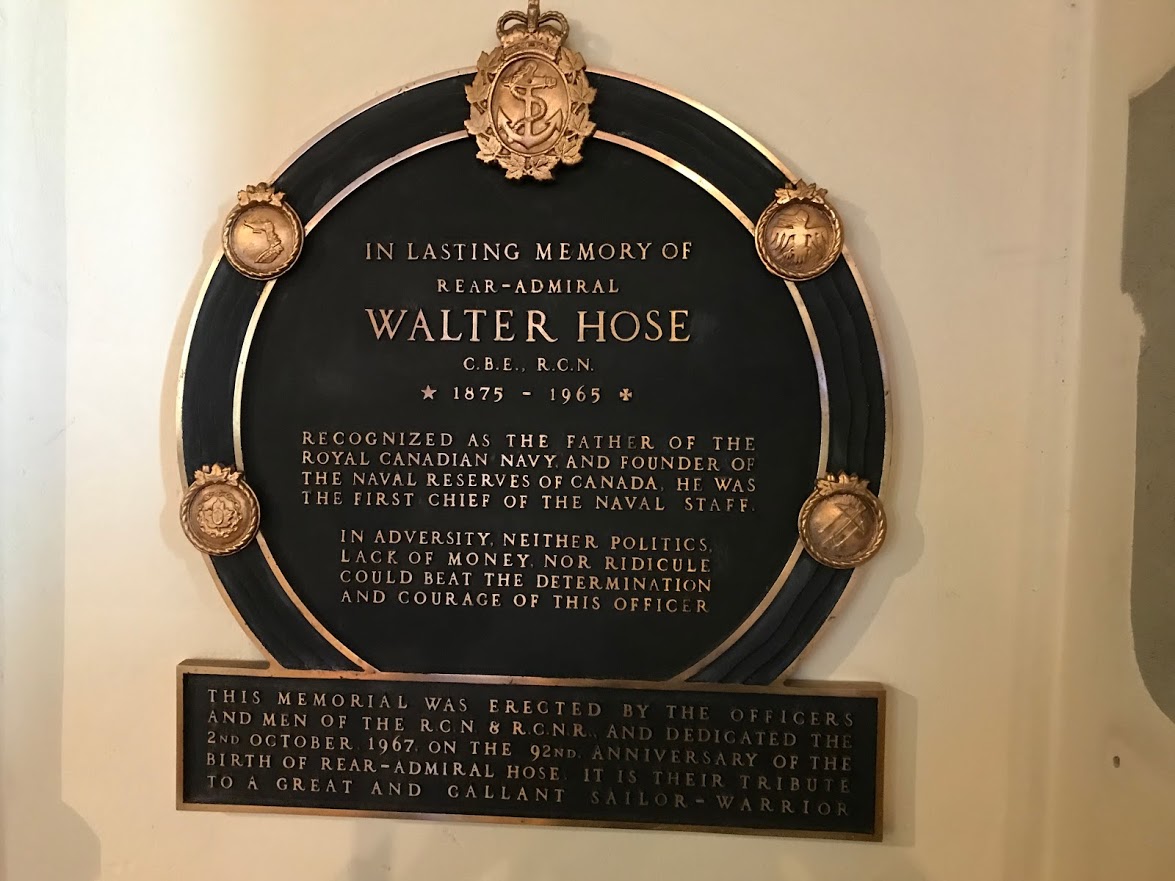 IN LASTING MEMORY OF
REAR-ADMIRAL
WALTER HOSE
C.B.E., R.C.N.
★ 1875 - 1965 ✠
RECOGNIZED AS THE FATHER OF THE
ROYAL CANADIAN NAVY, AND FOUNDER OF
THE NAVAL RESERVES OF CANADA, HE WAS
THE FIRST CHIEF OF THE NAVAL STAFF.
IN ADVERSITY, NEITHER POLITICS,
LACK OF MONEY, NOR RIDICULE
COULD BEAT THE DETERMINATION
AND COURAGE OF THIS OFFICER
THIS MEMORIAL WAS ERECTED BY THE OFFICERS
AND MEN OF THE R.C.N. & R.C.N.R., AND DEDICATED THE
2ND OCTOBER, 1967, ON THE 92ND. ANNIVERSARY OF THE
BIRTH OF REAR-ADMIRAL HOSE. IT IS THEIR TRIBUTE
TO A GREAT AND GALLANT SAILOR-WARRIOR